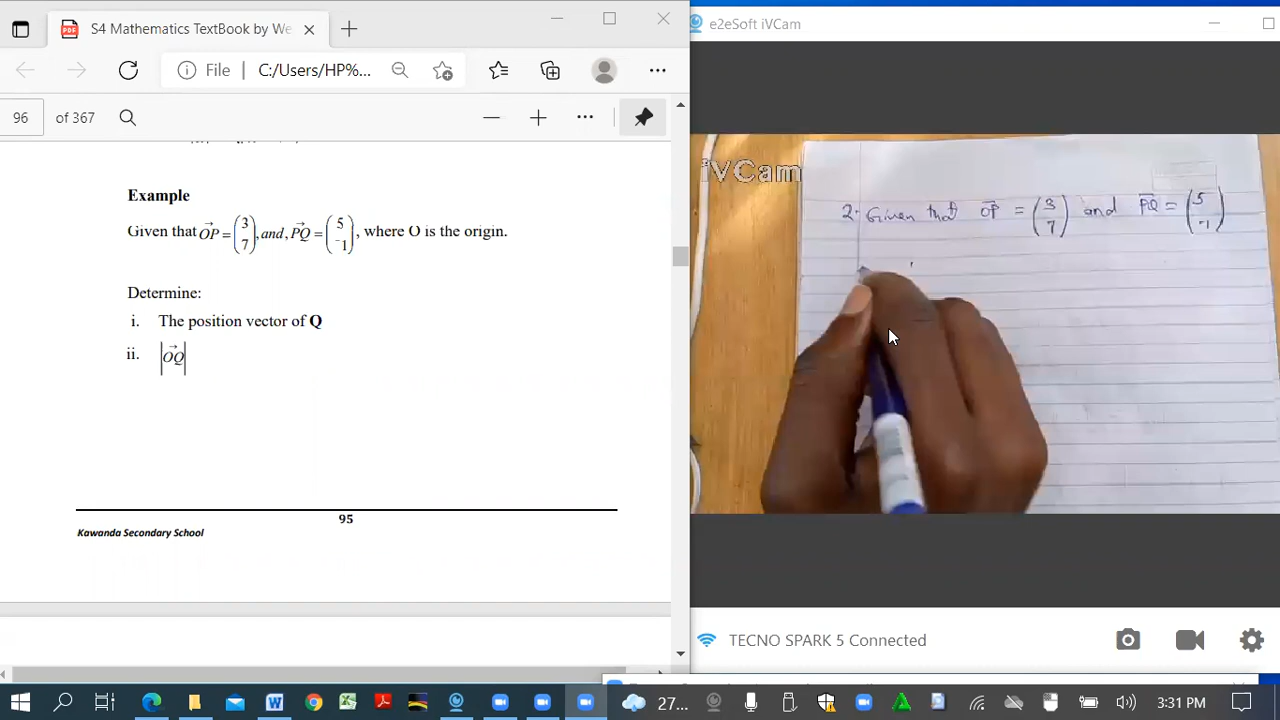 S4 Mathematics TextBook by We
e2eSoft iVCam
File C:/Users/HP%...
96 of 367
Example
Given that OP⃗ = (3 7), and, PQ⃗ = (5 -1), where O is the origin.
Determine:
i. The position vector of Q
ii. |OQ⃗|
95
Kawanda Secondary School
iVCam
2. Given that OP⃗ = (3 7) and PQ⃗ = (5 -1)
TECNO SPARK 5 Connected
27...
3:31 PM